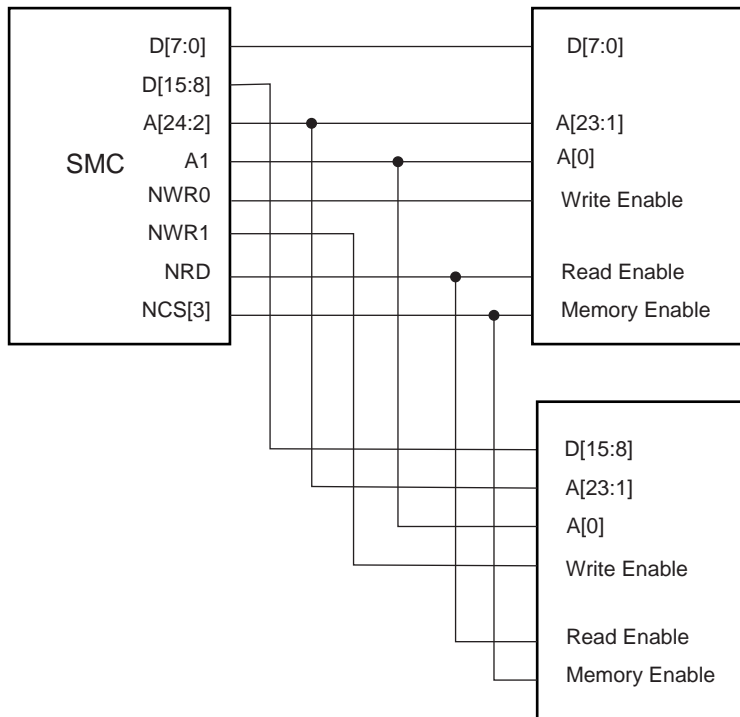 D[7:0]
D[15:8]
A[24:2]
A1
SMC
NWR0
NWR1
NRD
NCS[3]
D[7:0]
A[23:1]
A[0]
Write Enable
Read Enable
Memory Enable
D[15:8]
A[23:1]
A[0]
Write Enable
Read Enable
Memory Enable